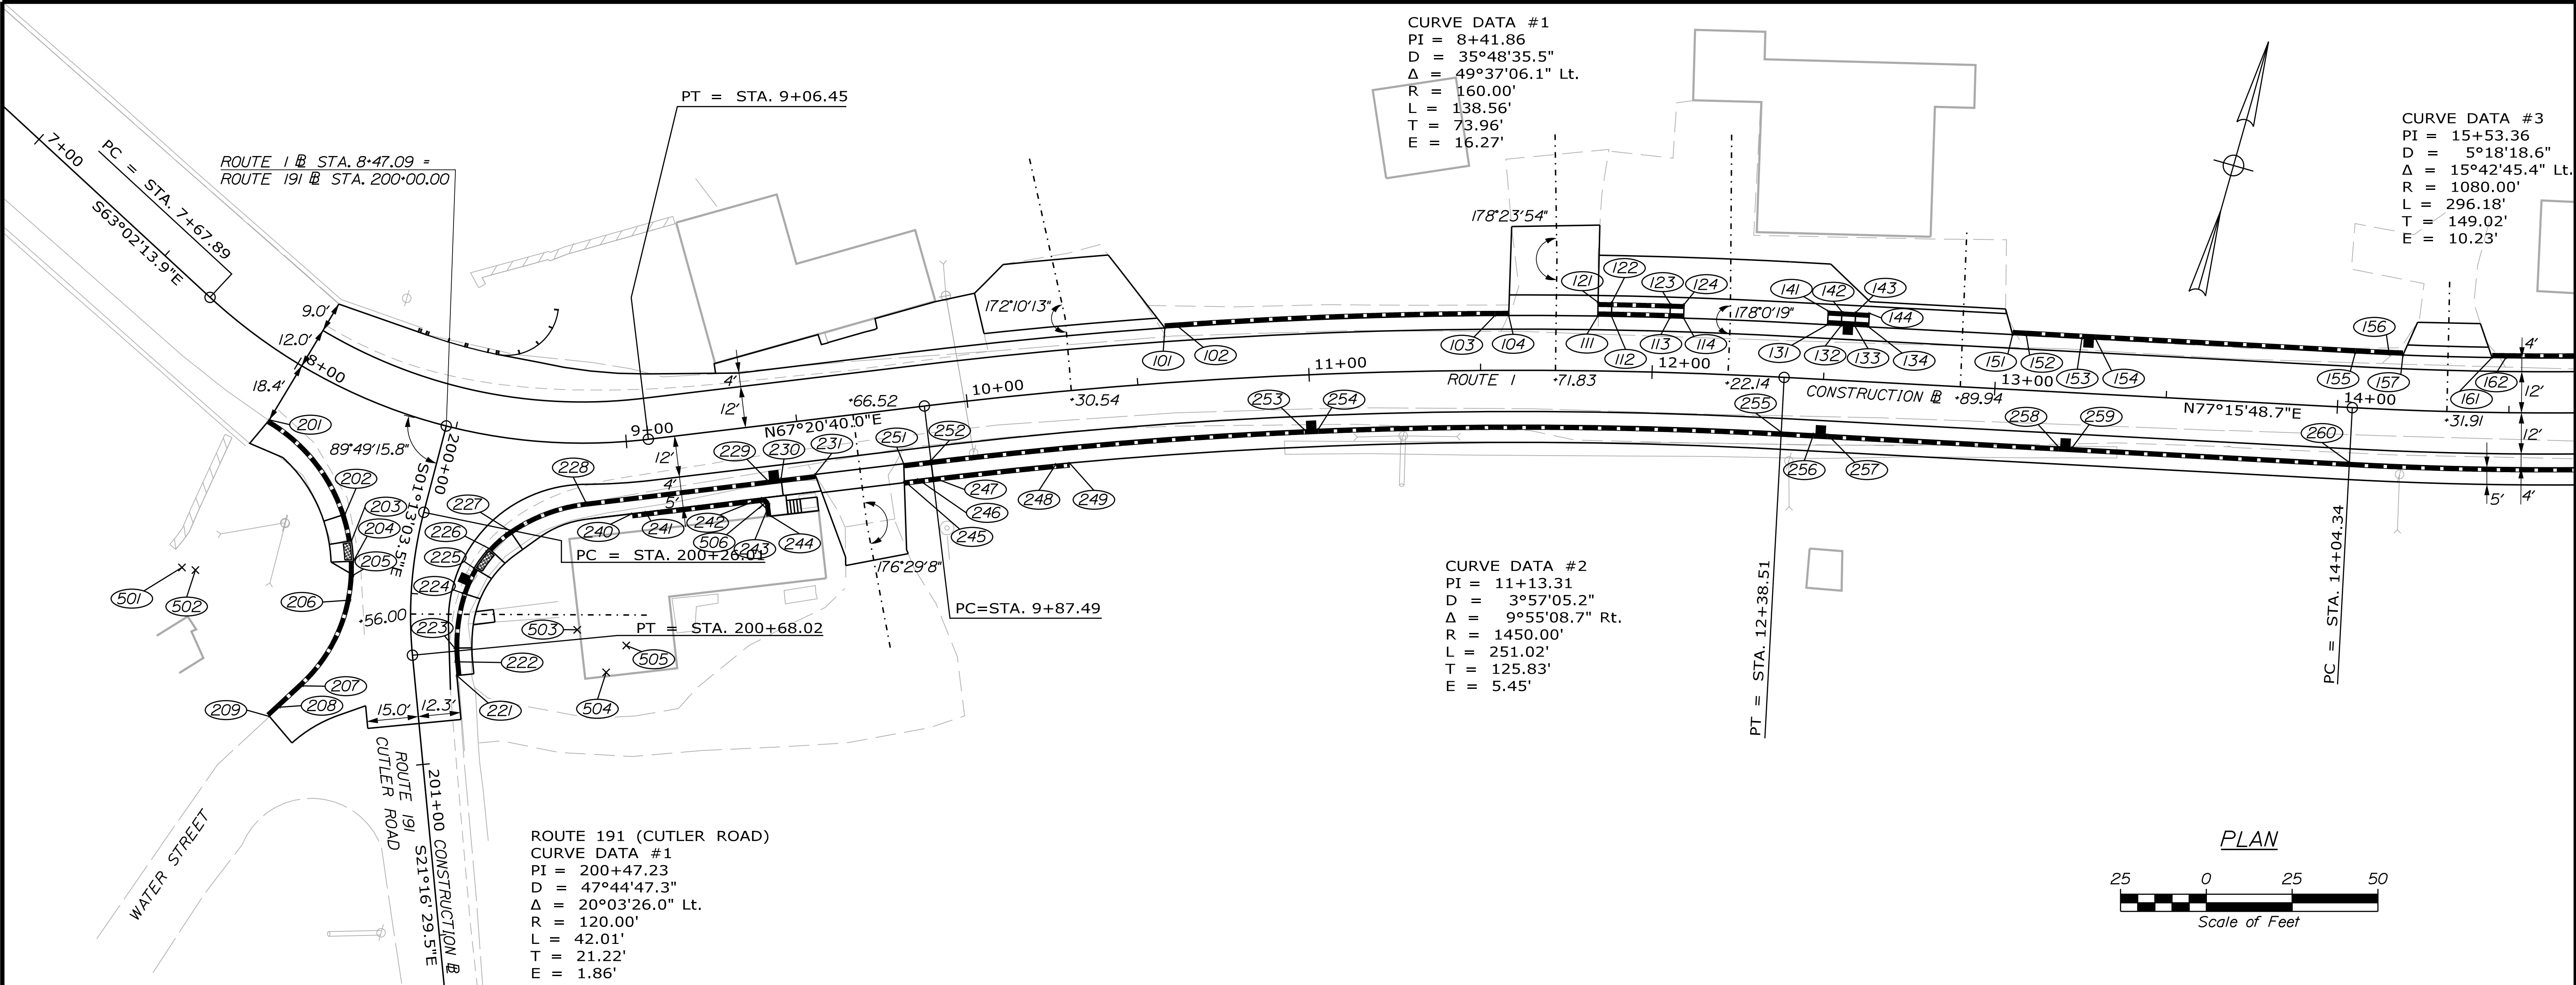 CURVE DATA #1
PI = 8+41.86
D = 35°48'35.5"
Δ = 49°37'06.1" Lt.
R = 160.00'
L = 138.56'
T = 73.96'
E = 16.27'
CURVE DATA #3
PI = 15+53.36
D = 5°18'18.6"
Δ = 15°42'45.4" Lt.
R = 1080.00'
L = 296.18'
T = 149.02'
E = 10.23'
PT = STA. 9+06.45
7+00
PC = STA. 7+67.89
S63°02'13.9"E
ROUTE 1 BL STA. 8+47.09 =
ROUTE 191 BL STA. 200+00.00
9.0'
12.0'
8+00
18.4'
201
89°49'15.8"
200+00
S01°13'03.5"E
202
203
204
205
206
207
208
209
501
502
+56.00
15.0'
12.3'
227
226
225
224
223
222
221
228
9+00
12'
4'
5'
4'
12'
N67°20'40.0"E
+66.52
229
230
231
251
252
240
241
242
506
243
244
245
246
247
248
249
PC = STA. 200+26.01
PT = STA. 200+68.02
503
505
504
176°29'8"
PC=STA. 9+87.49
172°10'13"
10+00
+30.54
101
102
253
254
11+00
103
104
ROUTE 1
+71.83
178°23'54"
121
122
123
124
111
112
113
114
12+00
178°0'19"
+22.14
255
256
257
141
142
143
144
131
132
133
134
CONSTRUCTION BL
+89.94
13+00
151
152
153
154
258
259
155
156
157
N77°15'48.7"E
14+00
260
+31.91
161
162
4'
12'
12'
5'
4'
CURVE DATA #2
PI = 11+13.31
D = 3°57'05.2"
Δ = 9°55'08.7" Rt.
R = 1450.00'
L = 251.02'
T = 125.83'
E = 5.45'
PT = STA. 12+38.51
PC = STA. 14+04.34
WATER STREET
ROUTE 191
CUTLER ROAD
S21°16'29.5"E
201+00
CONSTRUCTION BL
ROUTE 191 (CUTLER ROAD)
CURVE DATA #1
PI = 200+47.23
D = 47°44'47.3"
Δ = 20°03'26.0" Lt.
R = 120.00'
L = 42.01'
T = 21.22'
E = 1.86'
PLAN
25 0 25 50
Scale of Feet